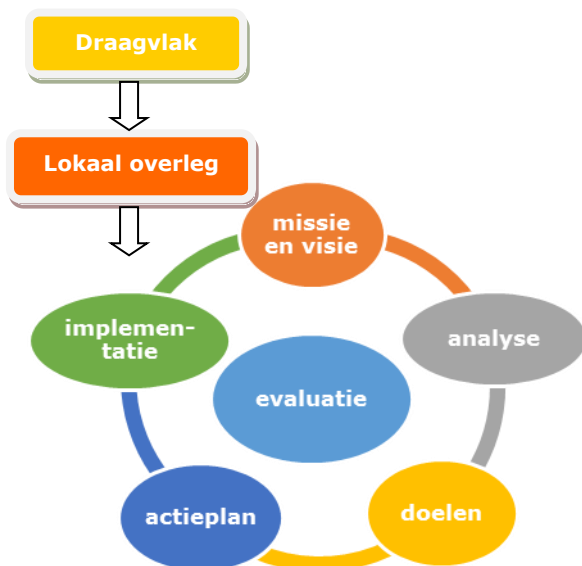 Draagvlak
Lokaal overleg
missie
en visie
implemen-
tatie
analyse
evaluatie
actieplan
doelen